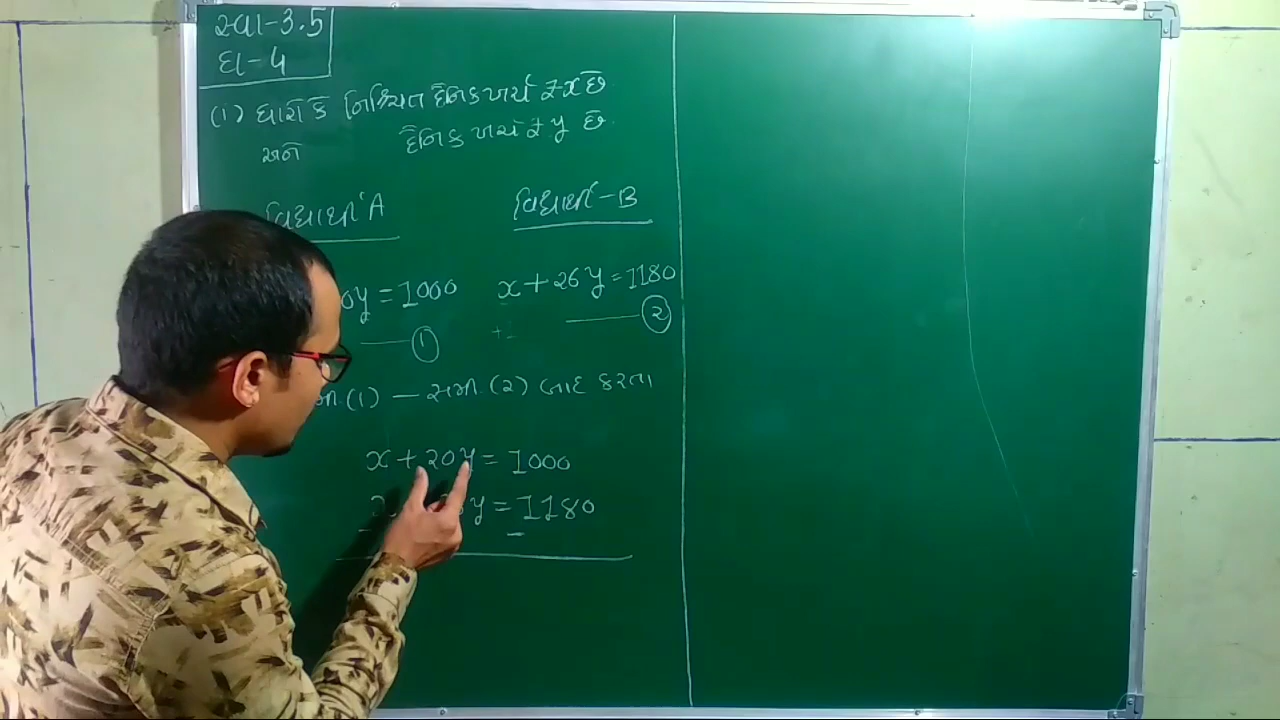 સ્વા-3.5
દા-4
(1) ધારો કે નિશ્ચિત દૈનિક ખર્ચ ₹ x છે
અને દૈનિક ખર્ચ ₹ y છે.
વિદ્યાર્થી A વિદ્યાર્થી-B
0y = 1000 x + 26y = 1180
① ②
(1) — સમી. (2) બાદ કરતા
x + 20y = 1000
y = 1180